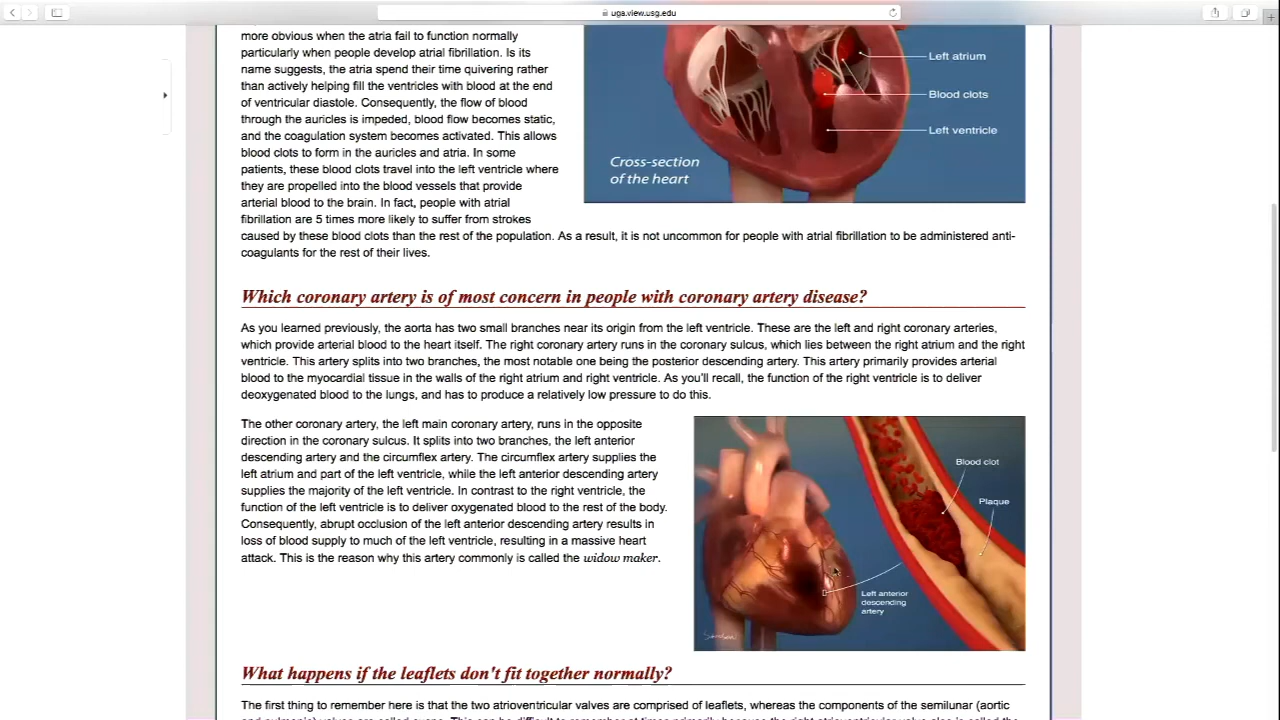 uga.view.usg.edu
more obvious when the atria fail to function normally
particularly when people develop atrial fibrillation. Is its
name suggests, the atria spend their time quivering rather
than actively helping fill the ventricles with blood at the end
of ventricular diastole. Consequently, the flow of blood
through the auricles is impeded, blood flow becomes static,
and the coagulation system becomes activated. This allows
blood clots to form in the auricles and atria. In some
patients, these blood clots travel into the left ventricle where
they are propelled into the blood vessels that provide
arterial blood to the brain. In fact, people with atrial
fibrillation are 5 times more likely to suffer from strokes
caused by these blood clots than the rest of the population. As a result, it is not uncommon for people with atrial fibrillation to be administered anti-
coagulants for the rest of their lives.
Left atrium
Blood clots
Left ventricle
Cross-section
of the heart
Which coronary artery is of most concern in people with coronary artery disease?
As you learned previously, the aorta has two small branches near its origin from the left ventricle. These are the left and right coronary arteries,
which provide arterial blood to the heart itself. The right coronary artery runs in the coronary sulcus, which lies between the right atrium and the right
ventricle. This artery splits into two branches, the most notable one being the posterior descending artery. This artery primarily provides arterial
blood to the myocardial tissue in the walls of the right atrium and right ventricle. As you'll recall, the function of the right ventricle is to deliver
deoxygenated blood to the lungs, and has to produce a relatively low pressure to do this.
The other coronary artery, the left main coronary artery, runs in the opposite
direction in the coronary sulcus. It splits into two branches, the left anterior
descending artery and the circumflex artery. The circumflex artery supplies the
left atrium and part of the left ventricle, while the left anterior descending artery
supplies the majority of the left ventricle. In contrast to the right ventricle, the
function of the left ventricle is to deliver oxygenated blood to the rest of the body.
Consequently, abrupt occlusion of the left anterior descending artery results in
loss of blood supply to much of the left ventricle, resulting in a massive heart
attack. This is the reason why this artery commonly is called the widow maker.
Blood clot
Plaque
Left anterior
descending
artery
What happens if the leaflets don't fit together normally?
The first thing to remember here is that the two atrioventricular valves are comprised of leaflets, whereas the components of the semilunar (aortic